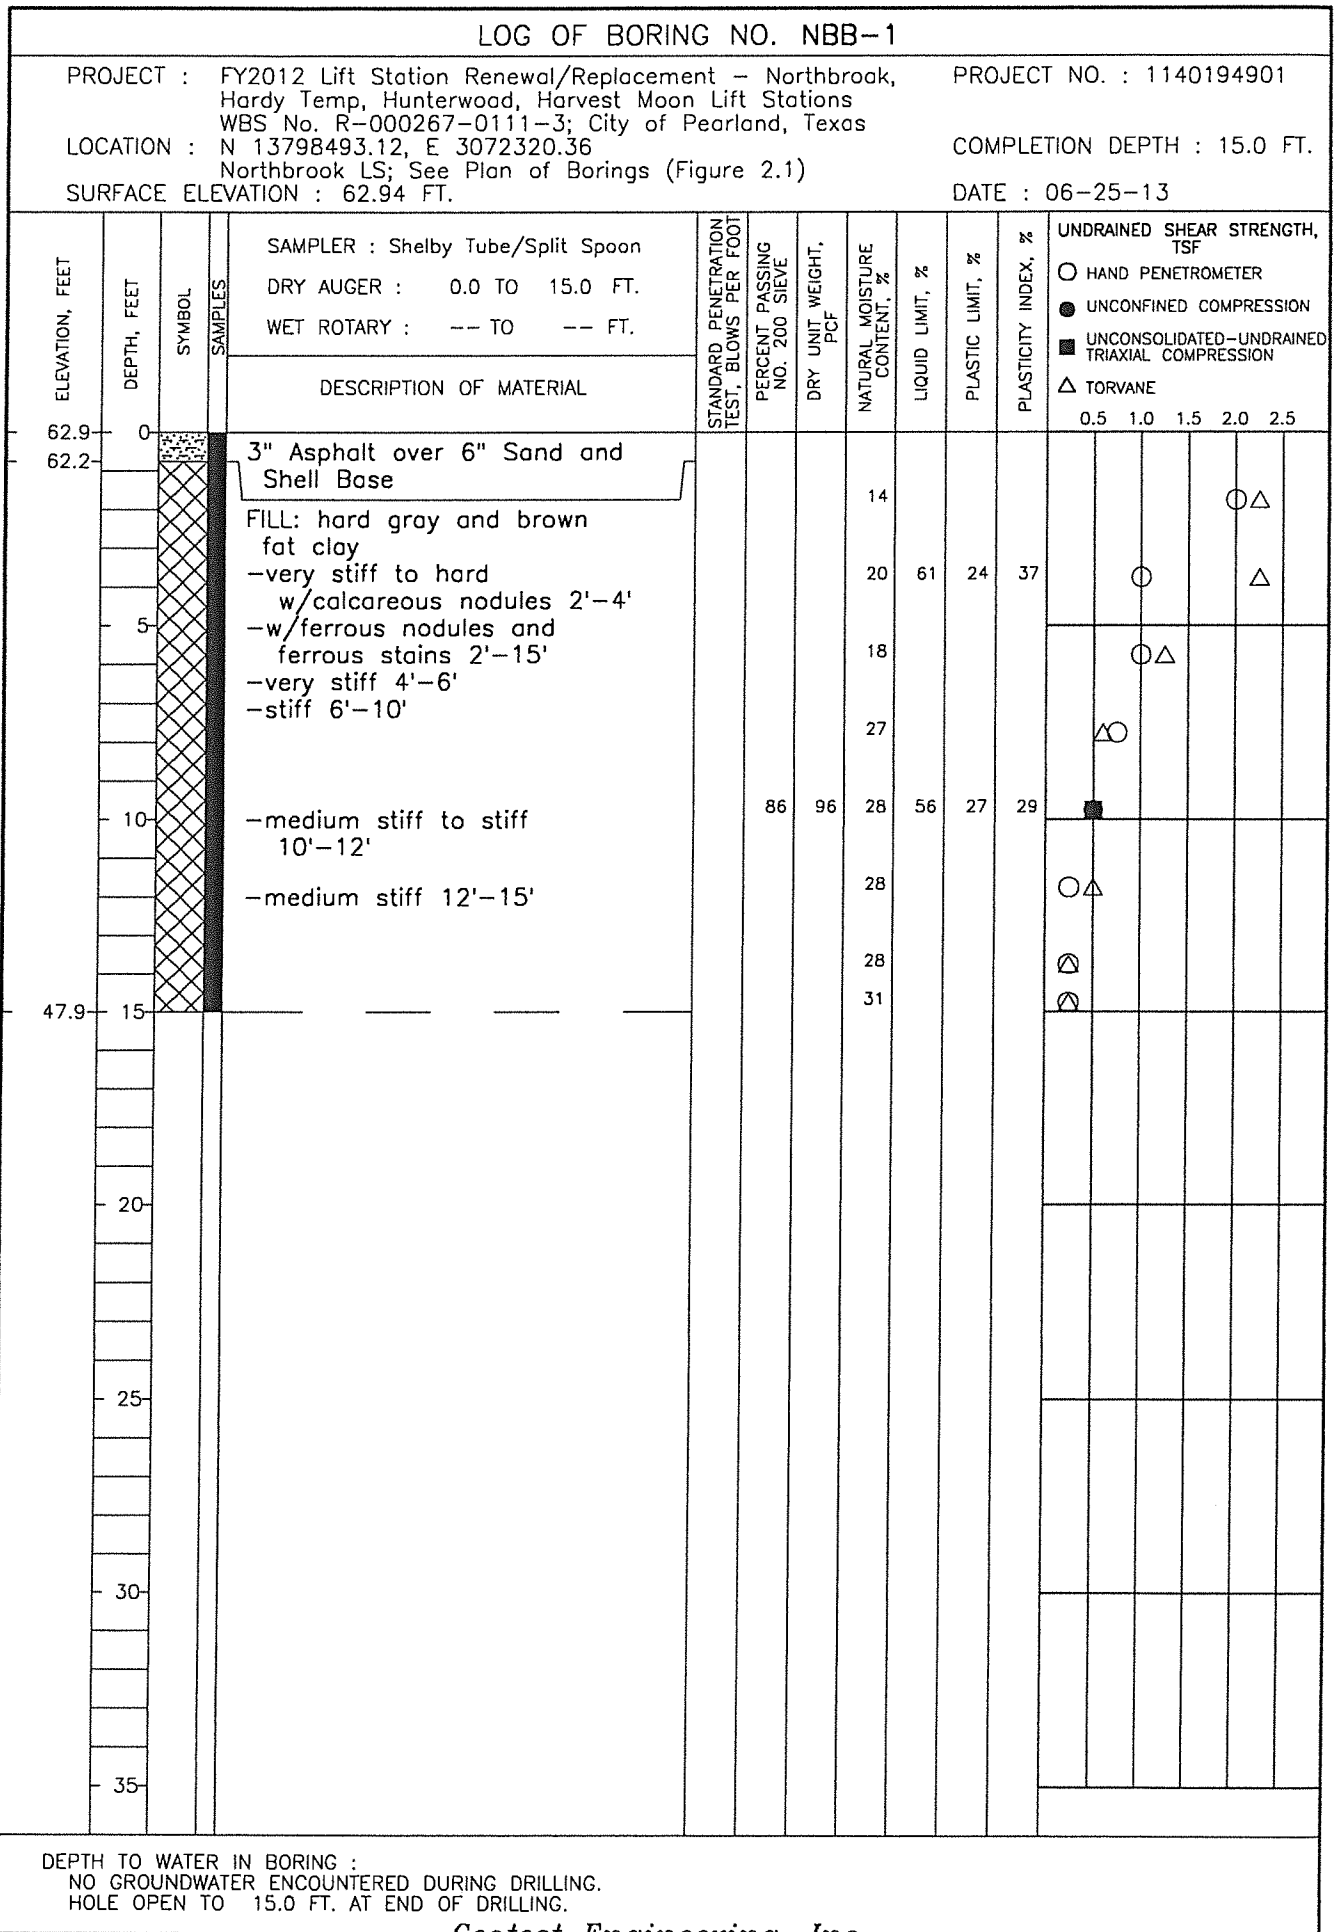 LOG OF BORING NO. NBB-1
PROJECT : FY2012 Lift Station Renewal/Replacement - Northbrook,
Hardy Temp, Hunterwood, Harvest Moon Lift Stations
WBS No. R-000267-0111-3; City of Pearland, Texas
PROJECT NO. : 1140194901
LOCATION : N 13798493.12, E 3072320.36
Northbrook LS; See Plan of Borings (Figure 2.1)
COMPLETION DEPTH : 15.0 FT.
SURFACE ELEVATION : 62.94 FT.
DATE : 06-25-13
ELEVATION, FEET
DEPTH, FEET
SYMBOL
SAMPLES
SAMPLER : Shelby Tube/Split Spoon
DRY AUGER : 0.0 TO 15.0 FT.
WET ROTARY : -- TO -- FT.
DESCRIPTION OF MATERIAL
STANDARD PENETRATION
TEST, BLOWS PER FOOT
PERCENT PASSING
NO. 200 SIEVE
DRY UNIT WEIGHT,
PCF
NATURAL MOISTURE
CONTENT, %
LIQUID LIMIT, %
PLASTIC LIMIT, %
PLASTICITY INDEX, %
UNDRAINED SHEAR STRENGTH,
TSF
HAND PENETROMETER
UNCONFINED COMPRESSION
UNCONSOLIDATED-UNDRAINED
TRIAXIAL COMPRESSION
TORVANE
0.5 1.0 1.5 2.0 2.5
62.9 0
62.2
3" Asphalt over 6" Sand and
Shell Base
14
FILL: hard gray and brown
fat clay
-very stiff to hard
20 61 24 37
w/calcareous nodules 2'-4'
5
-w/ferrous nodules and
ferrous stains 2'-15'
18
-very stiff 4'-6'
-stiff 6'-10'
27
86 96 28 56 27 29
10
-medium stiff to stiff
10'-12'
28
-medium stiff 12'-15'
28
31
47.9 15
20
25
30
35
DEPTH TO WATER IN BORING :
NO GROUNDWATER ENCOUNTERED DURING DRILLING.
HOLE OPEN TO 15.0 FT. AT END OF DRILLING.